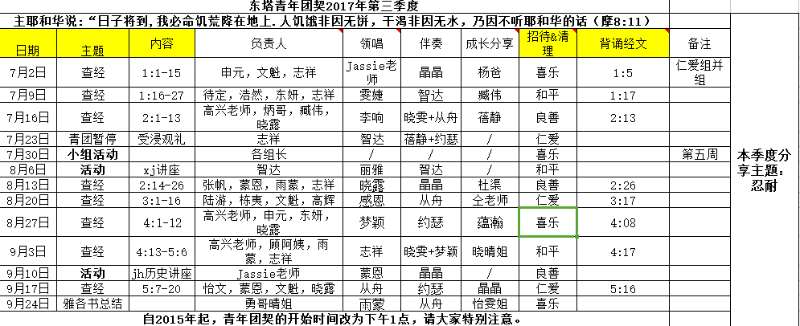 东塔青年团契2017年第三季度
主耶和华说：“日子将到,我必命饥荒降在地上.人饥饿非因无饼，干渴非因无水，乃因不听耶和华的话（摩8:11）
日期 主题 内容 负责人 领唱 伴奏 成长分享 招待&清理 背诵经文 备注
7月2日 查经 1:1-15 申元，文魁，志祥 Jassie老师 晶晶 杨爸 喜乐 1:5 仁爱组并组
7月9日 查经 1:16-27 待定，浩然，东妍，志祥 雯婕 智达 臧伟 和平 1:17
7月16日 查经 2:1-13 高兴老师，炳哥，臧伟，晓露 李响 晓雯+从舟 蓓静 良善 2:13
7月23日 青团暂停 受浸观礼 志祥 智达 蓓静+约瑟 / 仁爱
7月30日 小组活动 各组长 / / / 喜乐 第五周
8月6日 活动 xj讲座 智达 丽雅 智达 / 和平
8月13日 查经 2:14-26 张帆，蒙恩，雨蒙，志祥 晓露 晶晶 杜渠 良善 2:26
8月20日 查经 3:1-16 陆游，栋夷，文魁，高辉 感恩 从舟 仝老师 仁爱 3:17
8月27日 查经 4:1-12 高兴老师，申元，东妍，晓露 梦颖 约瑟 蕴瀚 喜乐 4:08
9月3日 查经 4:13-5:6 高兴老师，顾阿姨，雨蒙，志祥 志祥 晓雯+梦颖 晓晴姐 和平 4:17
9月10日 活动 jh历史讲座 Jassie老师 蒙恩 晶晶 / 良善
9月17日 查经 5:7-20 怡文，蒙恩，文魁，晓露 从舟 约瑟 晶晶 仁爱 5:16
9月24日 雅各书总结 勇哥晴姐 雨蒙 从舟 怡雯姐 喜乐
本季度分享主题：忍耐
自2015年起，青年团契的开始时间改为下午1点，请大家特别注意。